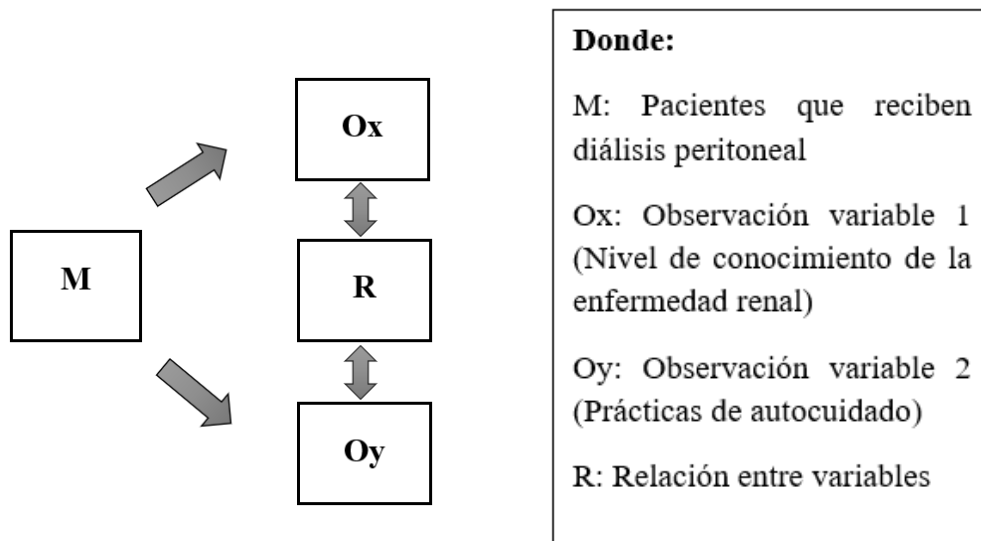 Ox
M
R
Oy
Donde:
M: Pacientes que reciben
diálisis peritoneal
Ox: Observación variable 1
(Nivel de conocimiento de la
enfermedad renal)
Oy: Observación variable 2
(Prácticas de autocuidado)
R: Relación entre variables